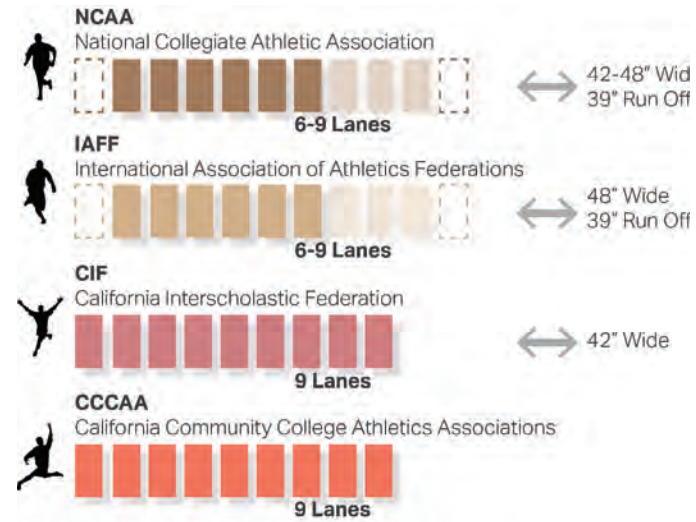 NCAA
National Collegiate Athletic Association
42-48" Wid
39" Run Off
6-9 Lanes
IAFF
International Association of Athletics Federations
48" Wide
39" Run Off
6-9 Lanes
CIF
California Interscholastic Federation
42" Wide
9 Lanes
CCCAA
California Community College Athletics Associations
9 Lanes